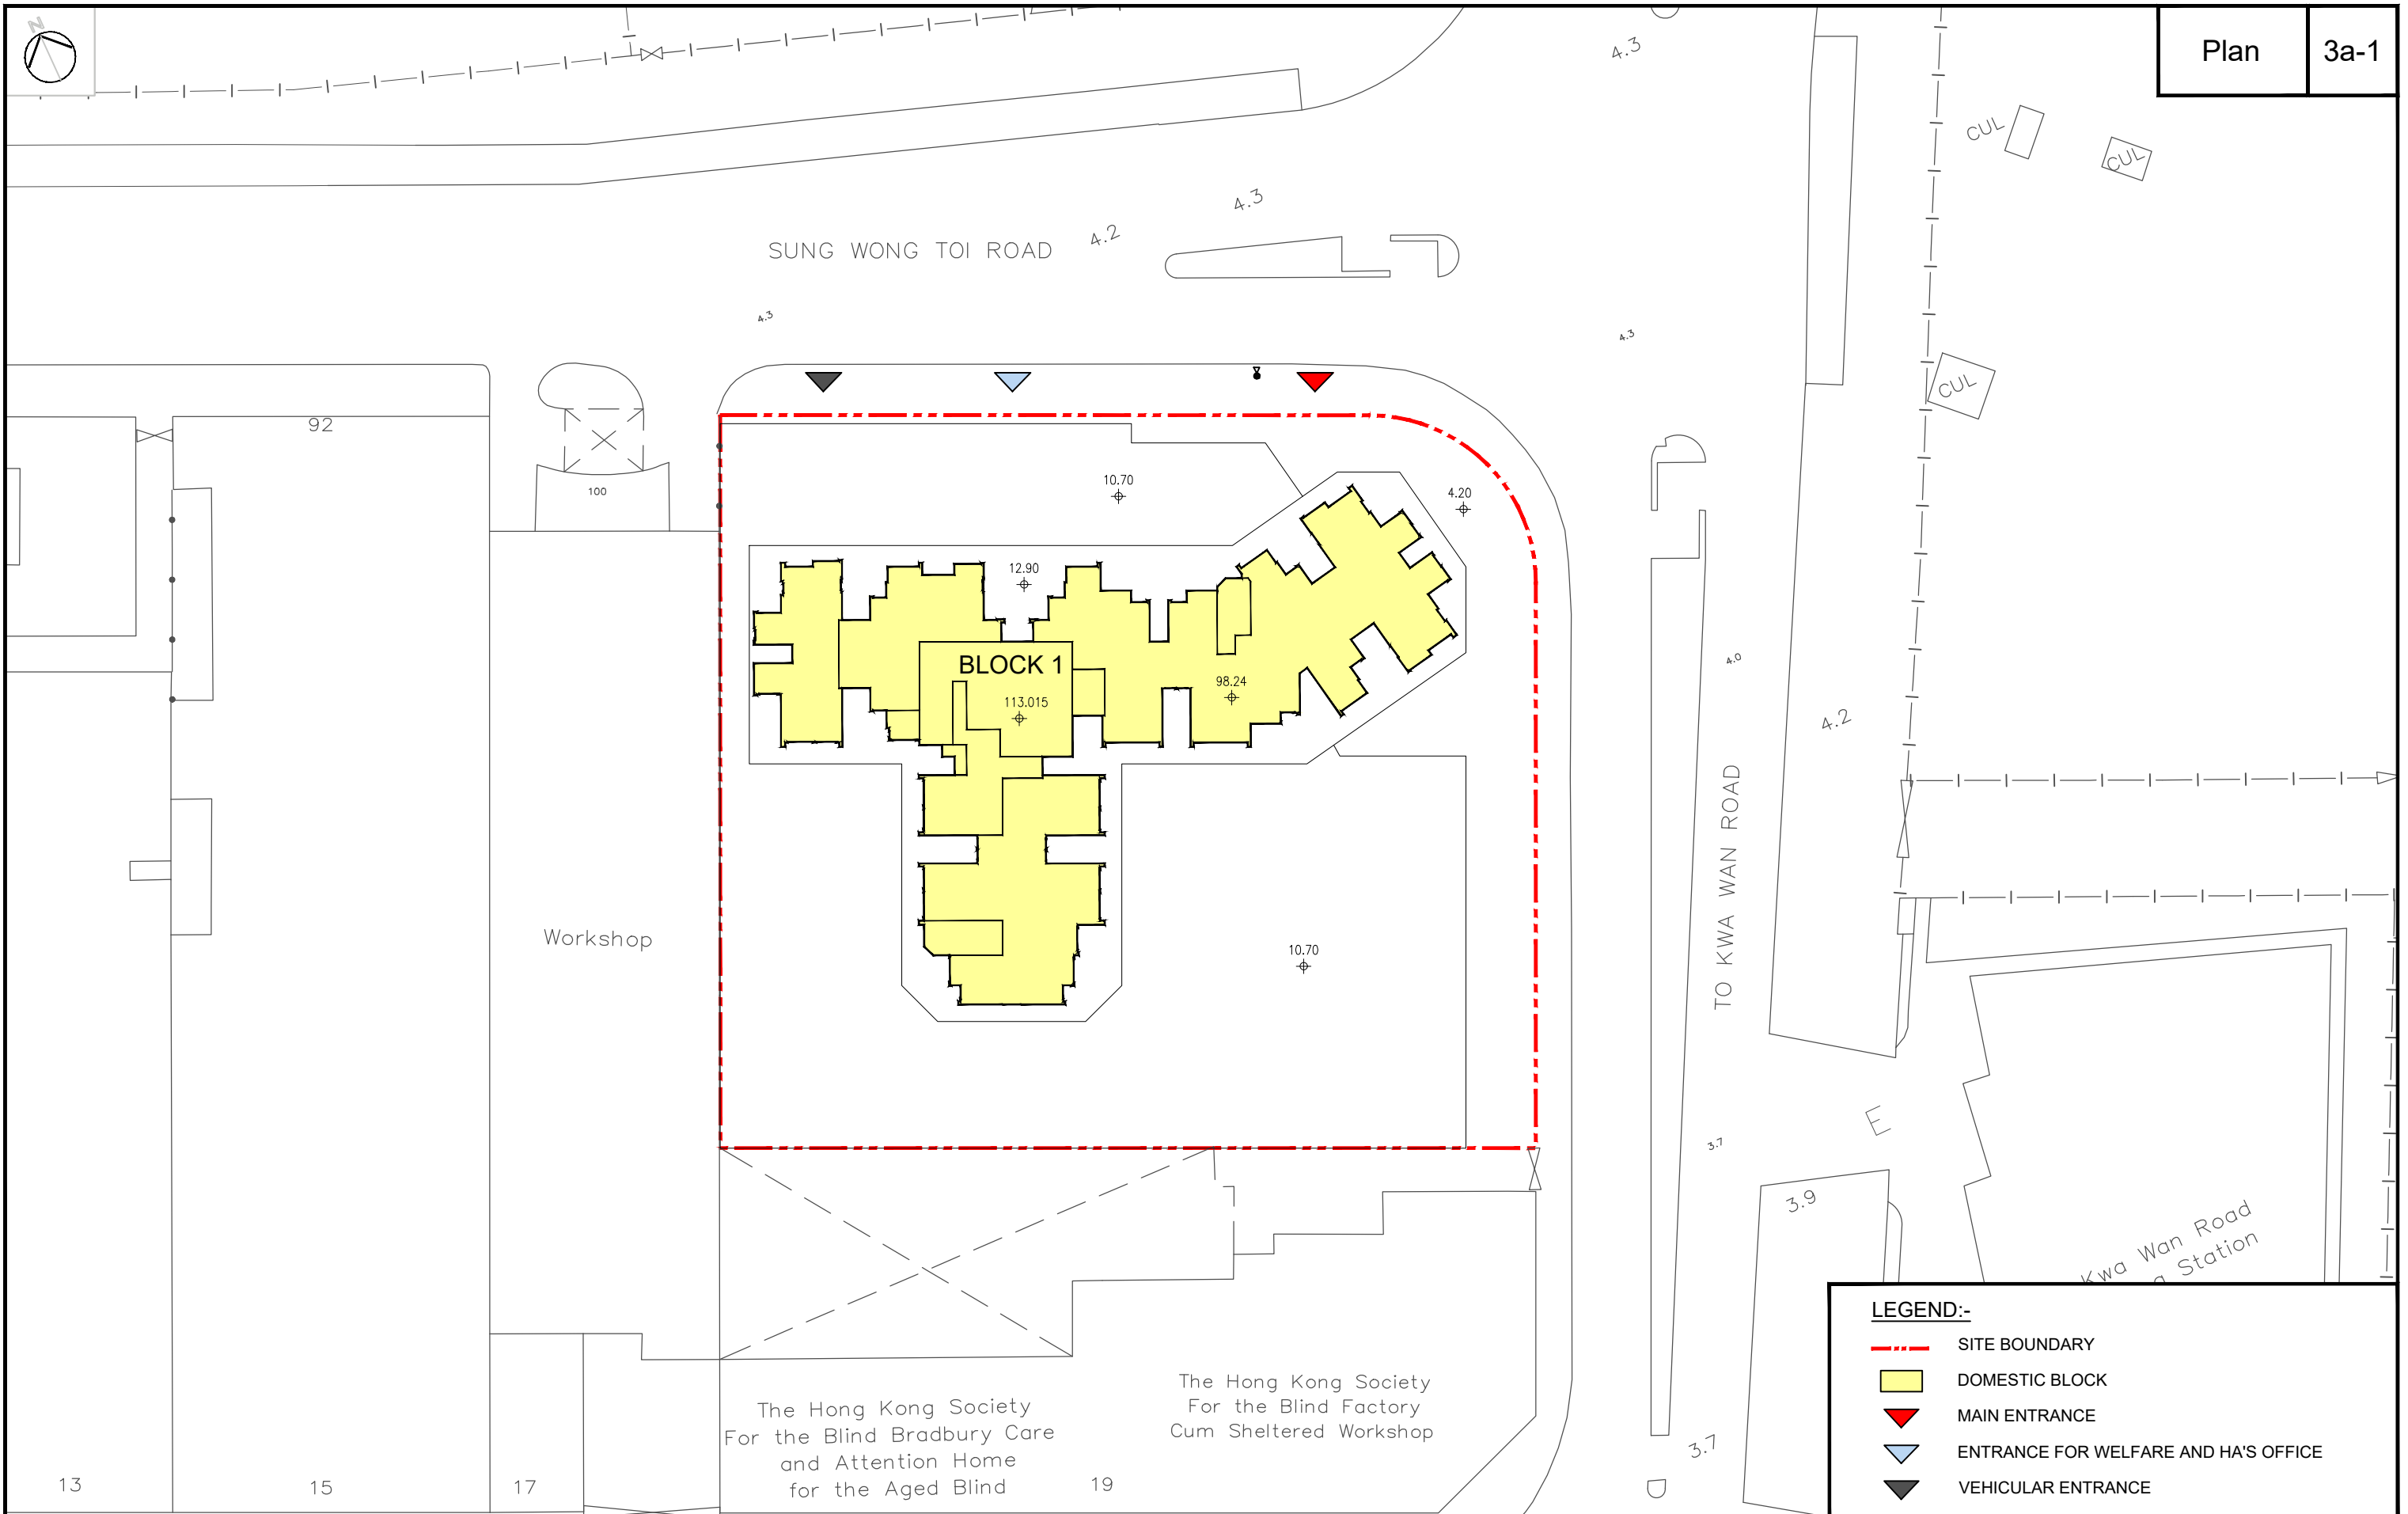 N
Plan
3a-1
4.3
CUL
CUL
4.3
4.2
SUNG WONG TOI ROAD
4.3
4.3
CUL
92
100
10.70
4.20
12.90
BLOCK 1
113.015
98.24
4.0
4.2
TO KWA WAN ROAD
Workshop
10.70
E
3.7
3.9
Kwa Wan Road
Station
3.7
The Hong Kong Society
For the Blind Bradbury Care
and Attention Home
for the Aged Blind
The Hong Kong Society
For the Blind Factory
Cum Sheltered Workshop
13
15
17
19
LEGEND:-
SITE BOUNDARY
DOMESTIC BLOCK
MAIN ENTRANCE
ENTRANCE FOR WELFARE AND HA'S OFFICE
VEHICULAR ENTRANCE